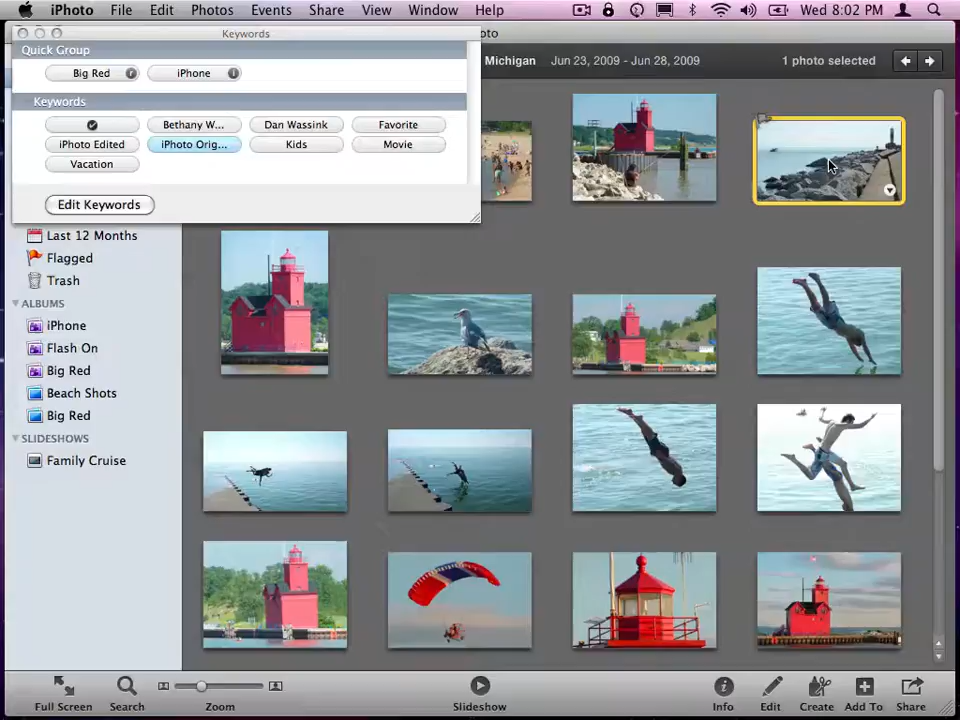 iPhoto File Edit Photos Events Share View Window Help Wed 8:02 PM
Keywords
Quick Group
Big Red r iPhone i
Keywords
Bethany W... Dan Wassink Favorite
iPhoto Edited iPhoto Orig... Kids Movie
Vacation
Edit Keywords
Michigan Jun 23, 2009 - Jun 28, 2009 1 photo selected
Last 12 Months
Flagged
Trash
ALBUMS
iPhone
Flash On
Big Red
Beach Shots
Big Red
SLIDESHOWS
Family Cruise
Full Screen Search Zoom Slideshow Info Edit Create Add To Share